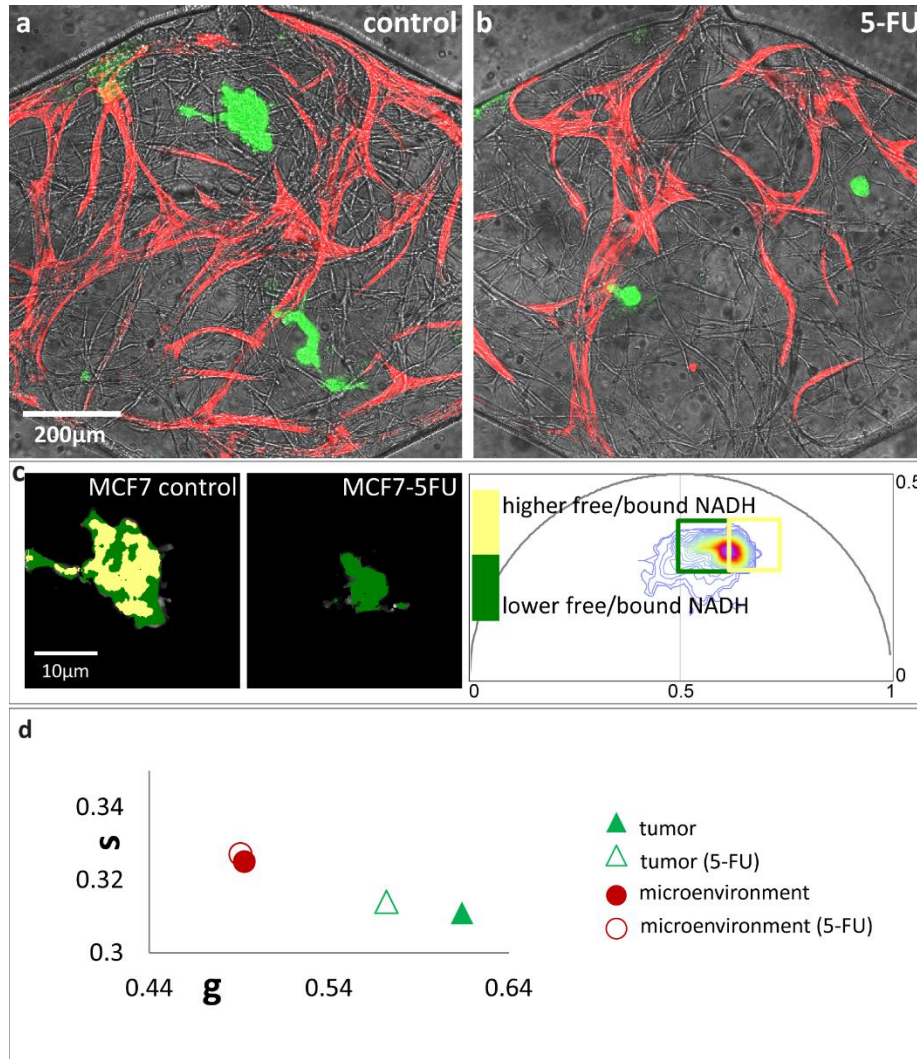 a
control
b
5-FU
200µm
c
MCF7 control
MCF7-5FU
10µm
higher free/bound NADH
lower free/bound NADH
0.5
0
0
0.5
1
d
0.34
s
0.32
0.3
0.44
g
0.54
0.64
tumor
tumor (5-FU)
microenvironment
microenvironment (5-FU)